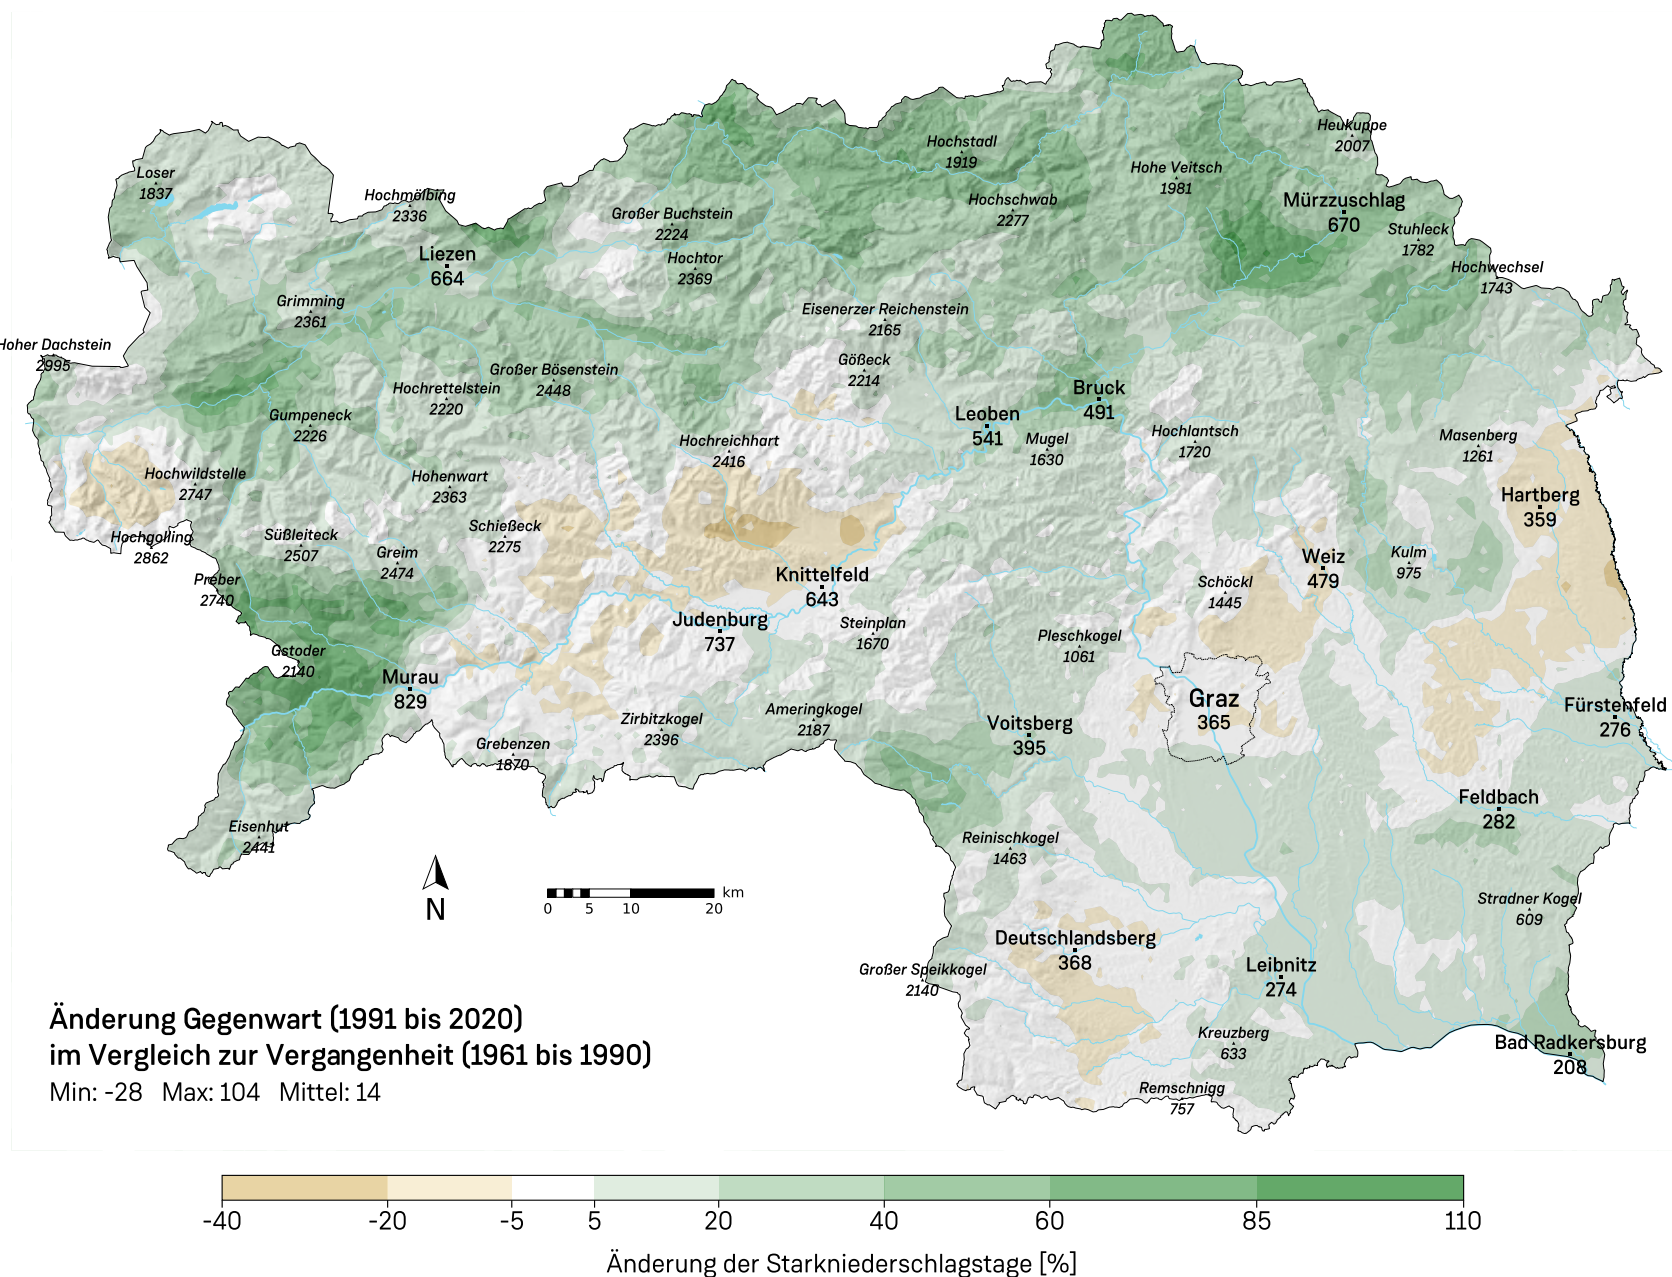 Heukuppe
2007
Hochstadl
1919
Hohe Veitsch
1981
Loser
1837
Hochmölbing
2336
Hochschwab
2277
Mürzzuschlag
670
Großer Buchstein
2224
Stuhleck
1782
Liezen
664
Hochtor
2369
Hochwechsel
1743
Grimming
2361
Eisenerzer Reichenstein
2165
Hoher Dachstein
2995
Gößeck
2214
Großer Bösenstein
2448
Hochrettelstein
2220
Bruck
491
Gumpeneck
2226
Leoben
541
Hochreichhart
2416
Mugel
1630
Hochlantsch
1720
Masenberg
1261
Hochwildstelle
2747
Hohenwart
2363
Hartberg
359
Hochgolling
2862
Süßleiteck
2507
Schießeck
2275
Greim
2474
Weiz
479
Kulm
975
Preber
2740
Knittelfeld
643
Schöckl
1445
Judenburg
737
Steinplan
1670
Pleschkogel
1061
Gstoder
2140
Murau
829
Graz
365
Fürstenfeld
276
Zirbitzkogel
2396
Ameringkogel
2187
Voitsberg
395
Grebenzen
1870
Feldbach
282
Eisenhut
2441
Reinischkogel
1463
N
km
0 5 10 20
Stradner Kogel
609
Deutschlandsberg
368
Großer Speikkogel
2140
Leibnitz
274
Kreuzberg
633
Bad Radkersburg
208
Remschnigg
757
Änderung Gegenwart (1991 bis 2020)
im Vergleich zur Vergangenheit (1961 bis 1990)
Min: -28 Max: 104 Mittel: 14
-40 -20 -5 5 20 40 60 85 110
Änderung der Starkniederschlagstage [%]